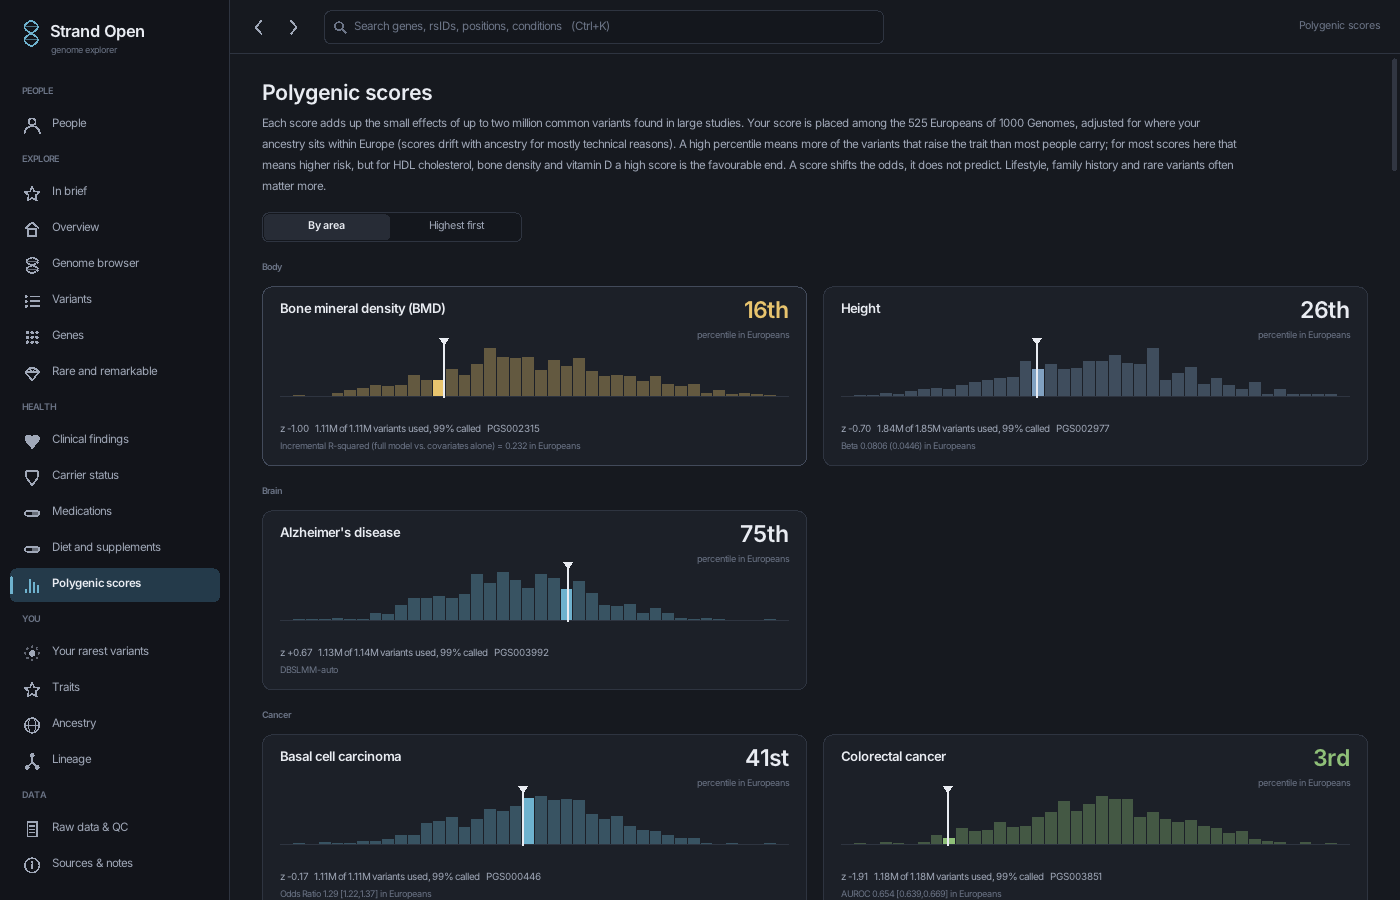 Strand Open
genome explorer
PEOPLE
People
EXPLORE
In brief
Overview
Genome browser
Variants
Genes
Rare and remarkable
HEALTH
Clinical findings
Carrier status
Medications
Diet and supplements
Polygenic scores
YOU
Your rarest variants
Traits
Ancestry
Lineage
DATA
Raw data & QC
Sources & notes
Search genes, rsIDs, positions, conditions (Ctrl+K)
Polygenic scores
Polygenic scores
Each score adds up the small effects of up to two million common variants found in large studies. Your score is placed among the 525 Europeans of 1000 Genomes, adjusted for where your
ancestry sits within Europe (scores drift with ancestry for mostly technical reasons). A high percentile means more of the variants that raise the trait than most people carry; for most scores here that
means higher risk, but for HDL cholesterol, bone density and vitamin D a high score is the favourable end. A score shifts the odds, it does not predict. Lifestyle, family history and rare variants often
matter more.
By area
Highest first
Body
Bone mineral density (BMD)
16th
percentile in Europeans
z -1.00 1.11M of 1.11M variants used, 99% called PGS002315
Incremental R-squared (full model vs. covariates alone) = 0.232 in Europeans
Height
26th
percentile in Europeans
z -0.70 1.84M of 1.85M variants used, 99% called PGS002977
Beta 0.0806 (0.0446) in Europeans
Brain
Alzheimer's disease
75th
percentile in Europeans
z +0.67 1.13M of 1.14M variants used, 99% called PGS003992
DBSLMM-auto
Cancer
Basal cell carcinoma
41st
percentile in Europeans
z -0.17 1.11M of 1.11M variants used, 99% called PGS000446
Odds Ratio 1.29 [1.22,1.37] in Europeans
Colorectal cancer
3rd
percentile in Europeans
z -1.91 1.18M of 1.18M variants used, 99% called PGS003851
AUROC 0.654 [0.639,0.669] in Europeans